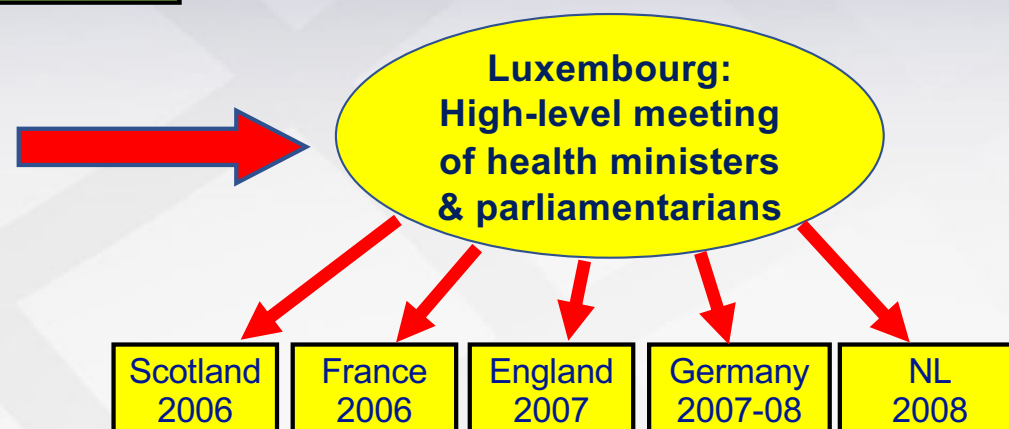 Luxembourg:
High-level meeting
of health ministers
& parliamentarians
Scotland
2006
France
2006
England
2007
Germany
2007-08
NL
2008